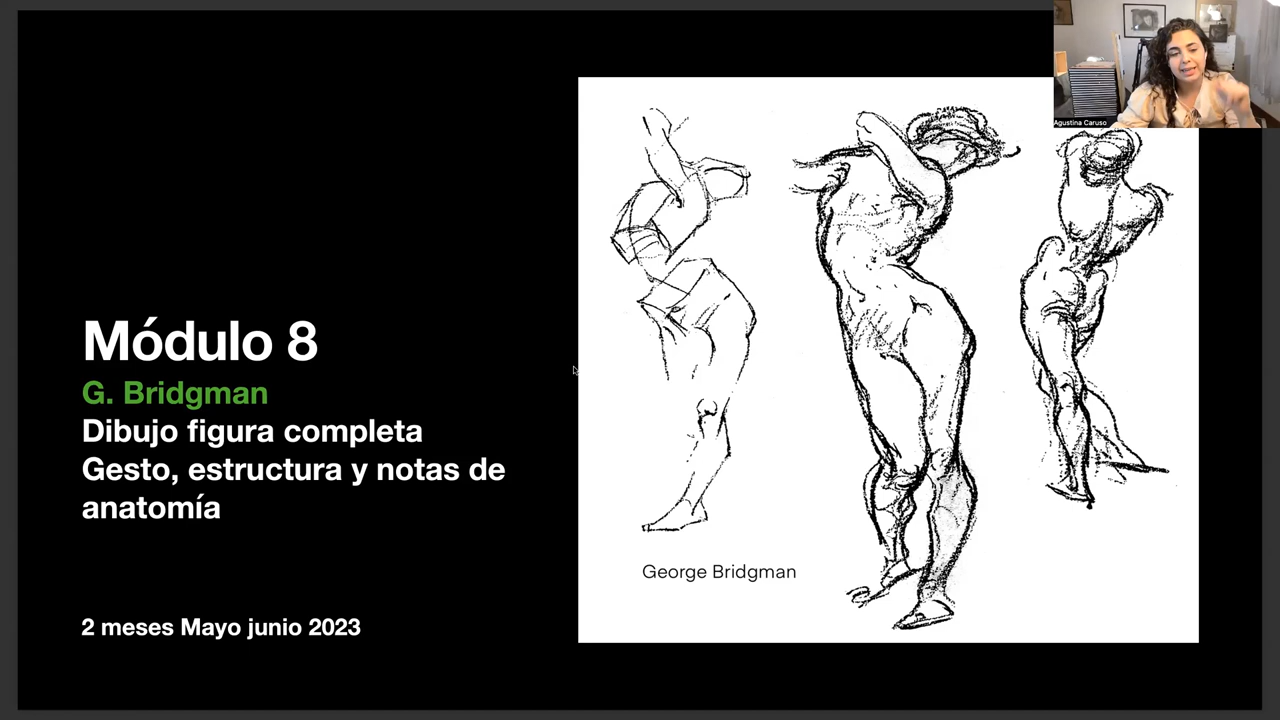 Módulo 8
G. Bridgman
Dibujo figura completa
Gesto, estructura y notas de
anatomía
2 meses Mayo junio 2023
George Bridgman
Agustina Caruso